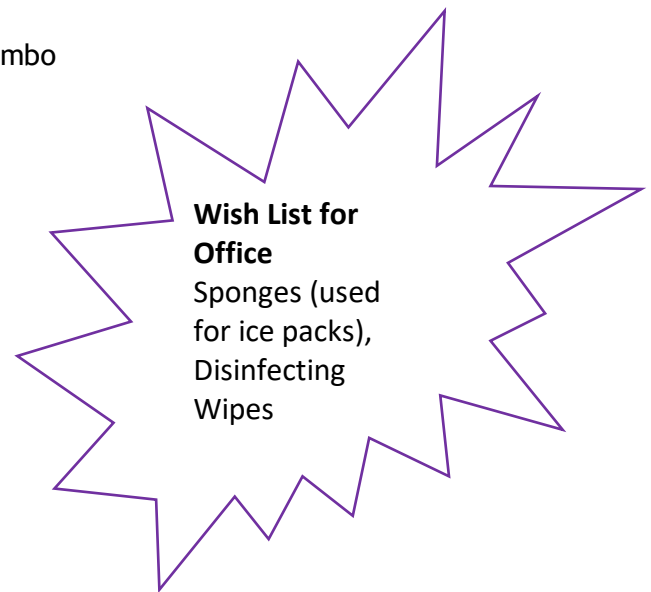 mbo
Wish List for
Office
Sponges (used
for ice packs),
Disinfecting
Wipes